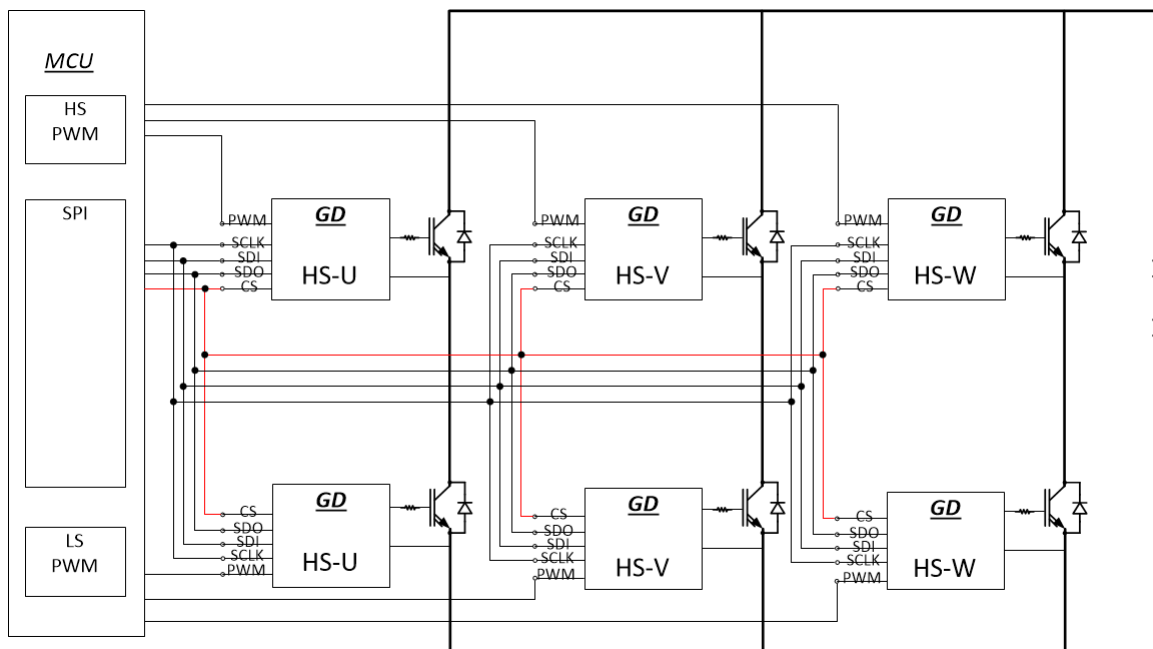 MCU
HS
PWM
SPI
LS
PWM
PWM
SCLK
SDI
SDO
CS
GD
HS-U
PWM
SCLK
SDI
SDO
CS
GD
HS-V
PWM
SCLK
SDI
SDO
CS
GD
HS-W
CS
SDO
SDI
SCLK
PWM
GD
HS-U
CS
SDO
SDI
SCLK
PWM
GD
HS-V
CS
SDO
SDI
SCLK
PWM
GD
HS-W